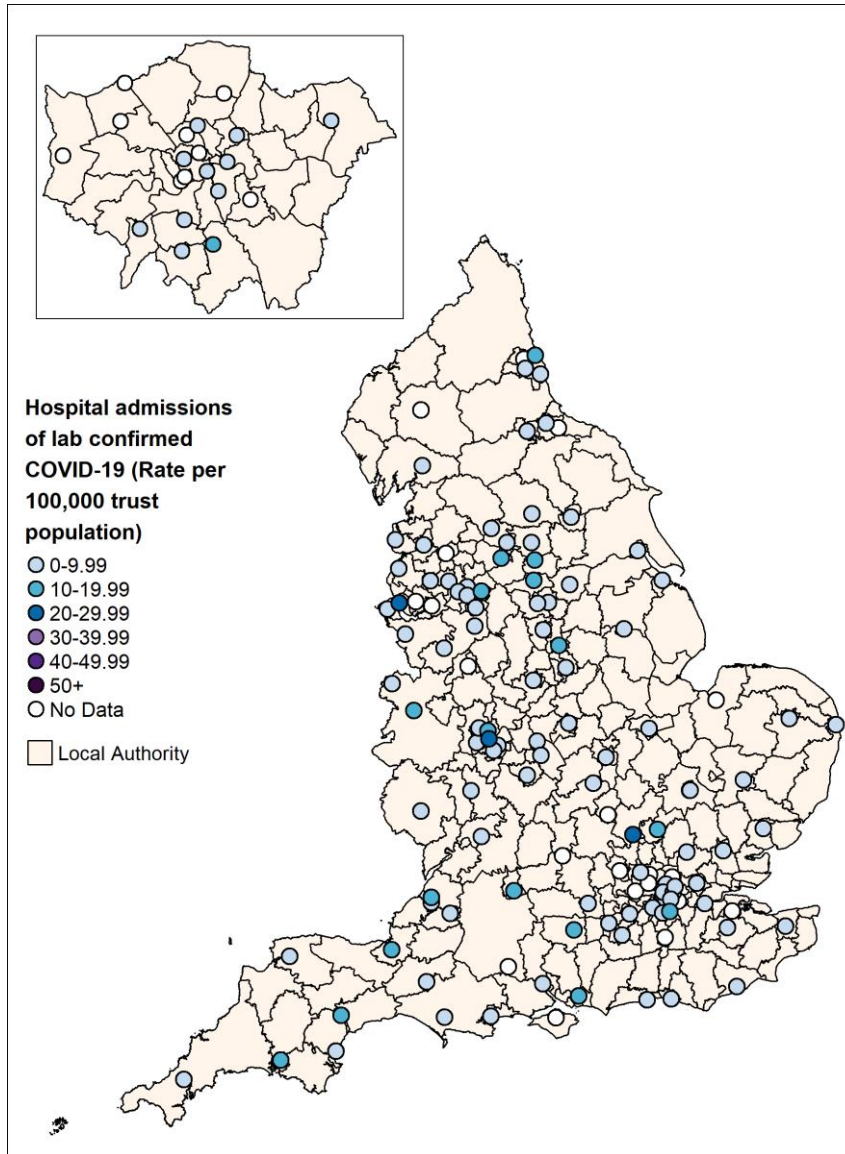 Hospital admissions
of lab confirmed
COVID-19 (Rate per
100,000 trust
population)
0-9.99
10-19.99
20-29.99
30-39.99
40-49.99
50+
No Data
Local Authority